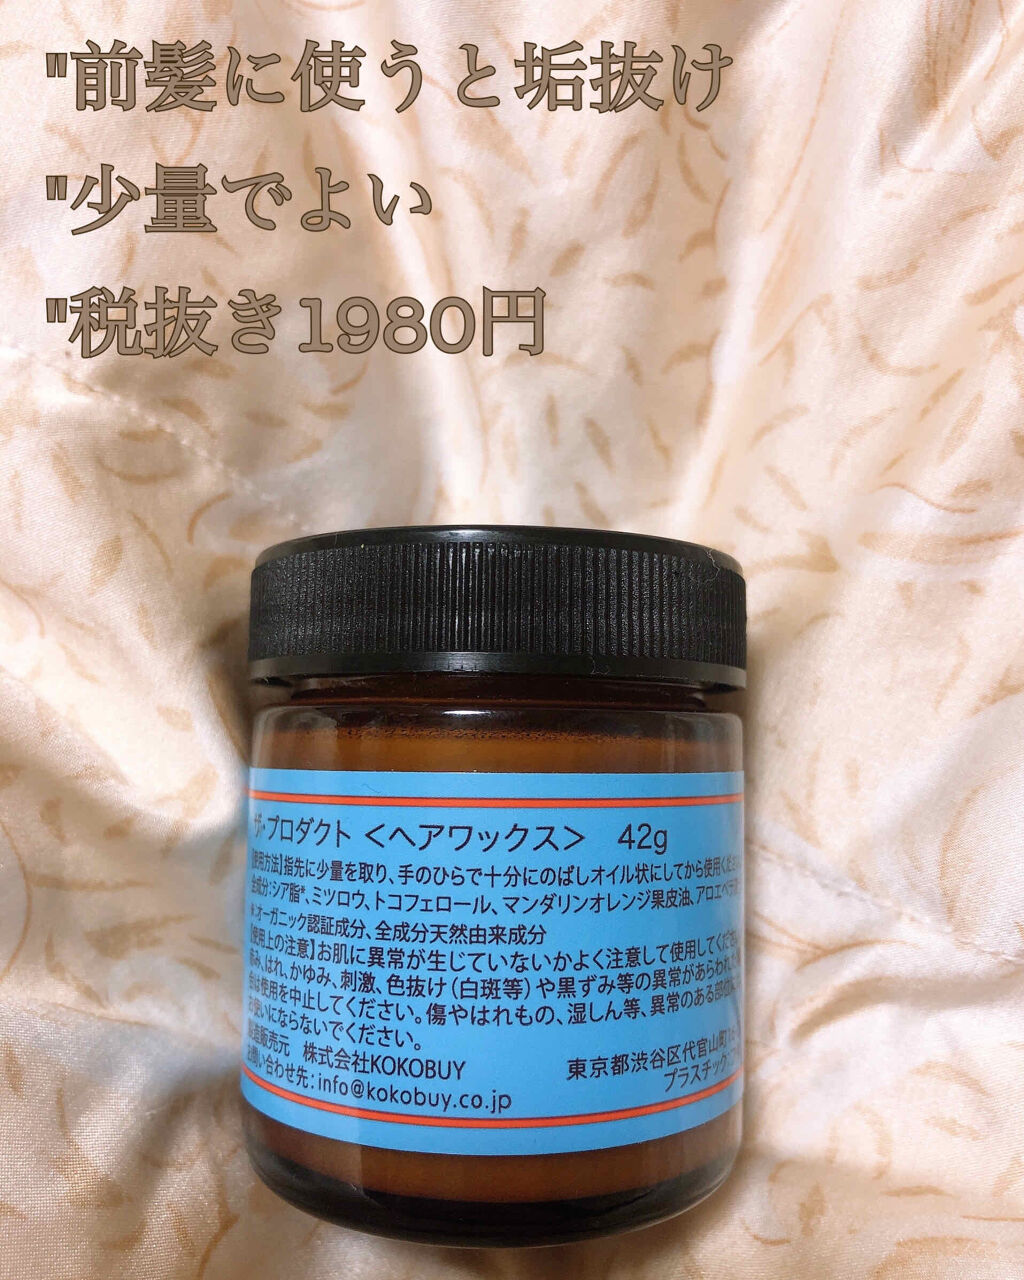 "前髪に使うと垢抜け
"少量でよい
"税抜き1980円
ザ・プロダクト <ヘアワックス> 42g
【使用方法】指先に少量を取り、手のひらで十分にのばしオイル状にしてから使用くだ
全成分:シア脂*、ミツロウ、トコフェロール、マンダリンオレンジ果皮油、アロエベ
*:オーガニック認証成分、全成分天然由来成分
【使用上の注意】お肌に異常が生じていないかよく注意して使用してください
赤み、はれ、かゆみ、刺激、色抜け(白斑等)や黒ずみ等の異常があらわれた
合は使用を中止してください。傷やはれもの、湿しん等、異常のある部位に
お使いにならないでください。
製造販売元 株式会社KOKOBUY 東京都渋谷区代官山町
お問い合わせ先:info@kokobuy.co.jp プラスチック: